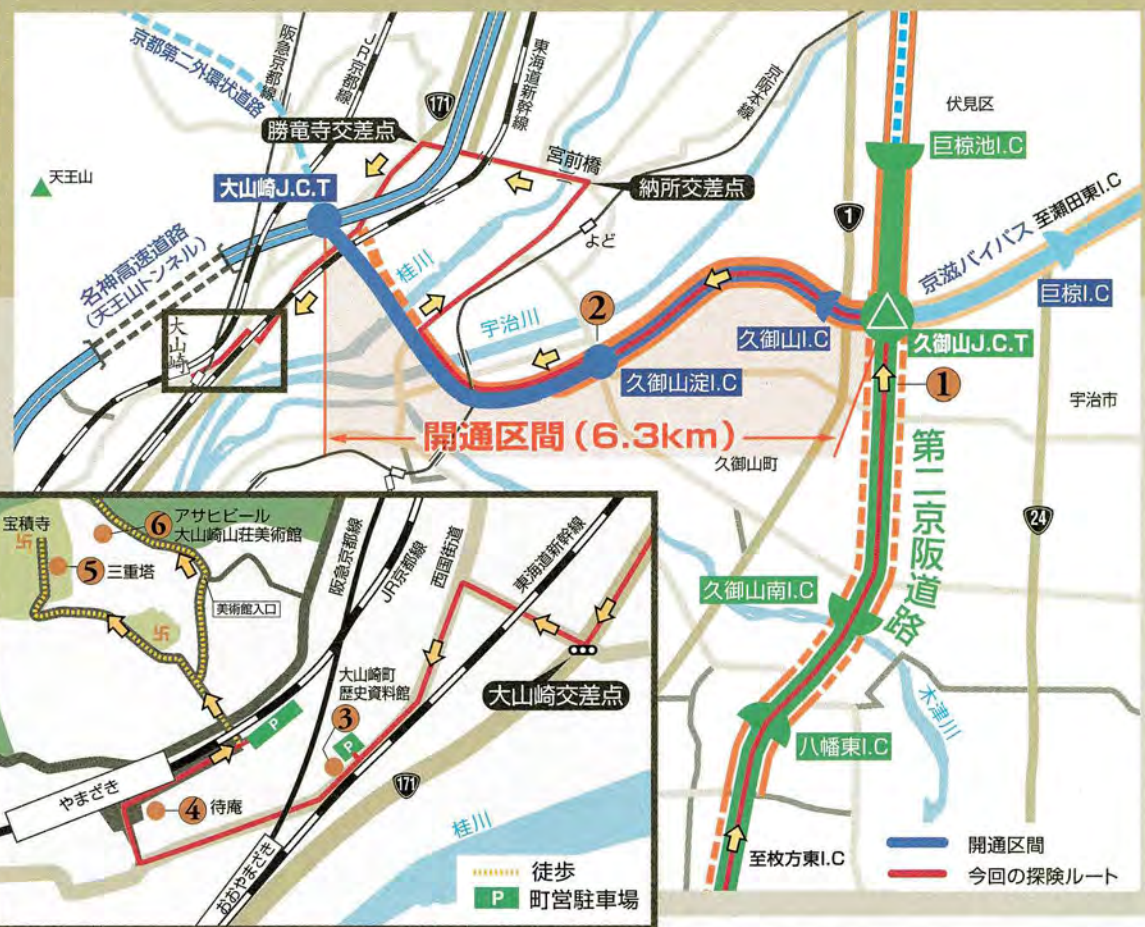 阪急京都線
JR京都線
東海道新幹線
京都第二外環状道路
171
勝竜寺交差点
宮前橋
京阪本線
伏見区
巨椋池I.C
天王山
大山崎J.C.T
納所交差点
よど
1
京滋バイパス 至瀬田東I.C
巨椋I.C
名神高速道路
(天王山トンネル)
桂川
宇治川
2
久御山I.C
久御山J.C.T
久御山淀I.C
1
宇治市
大山崎
開通区間(6.3km)
久御山町
第二京阪道路
24
久御山南I.C
木津川
八幡東I.C
至枚方東I.C
開通区間
今回の探険ルート
宝積寺
6
アサヒビール
大山崎山荘美術館
5
三重塔
美術館入口
阪急京都線
JR京都線
西国街道
東海道新幹線
大山崎町
歴史資料館
3
P
P
大山崎交差点
やまざき
4
待庵
171
桂川
おおやまざき
徒歩
P
町営駐車場